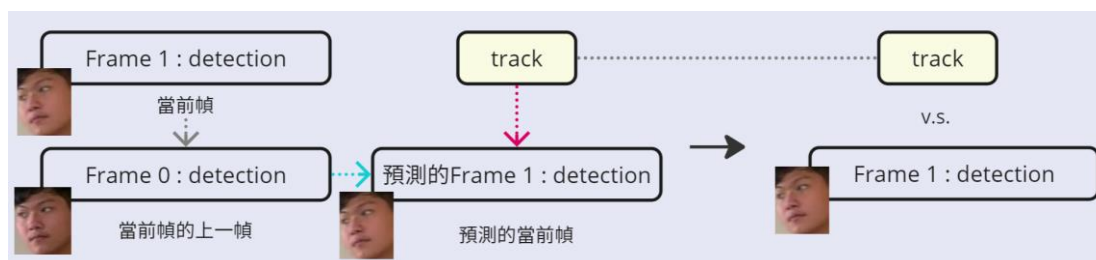 Frame 1 : detection
track
track
當前幀
v.s.
Frame 0 : detection
預測的Frame 1 : detection
Frame 1 : detection
當前幀的上一幀
預測的當前幀